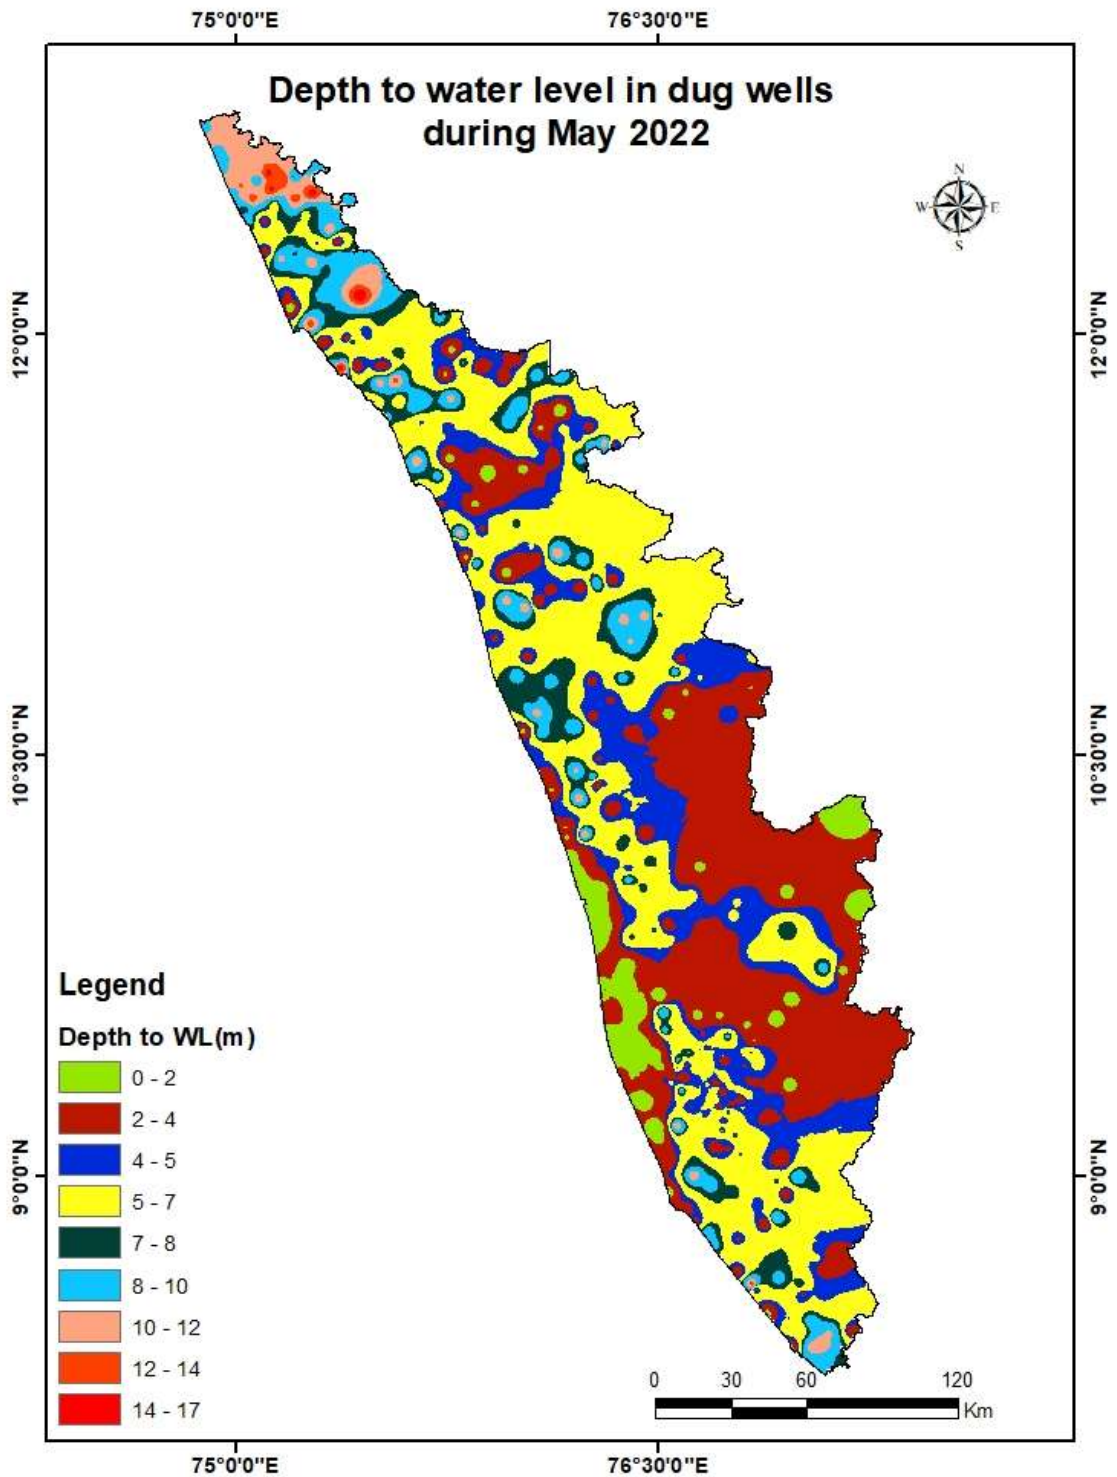 75°0'0"E 76°30'0"E
Depth to water level in dug wells
during May 2022
N
W E
S
12°0'0"N 12°0'0"N
10°30'0"N 10°30'0"N
Legend
Depth to WL(m)
0 - 2
2 - 4
4 - 5
5 - 7
7 - 8
8 - 10
10 - 12
12 - 14
14 - 17
9°0'0"N 9°0'0"N
0 30 60 120
Km
75°0'0"E 76°30'0"E